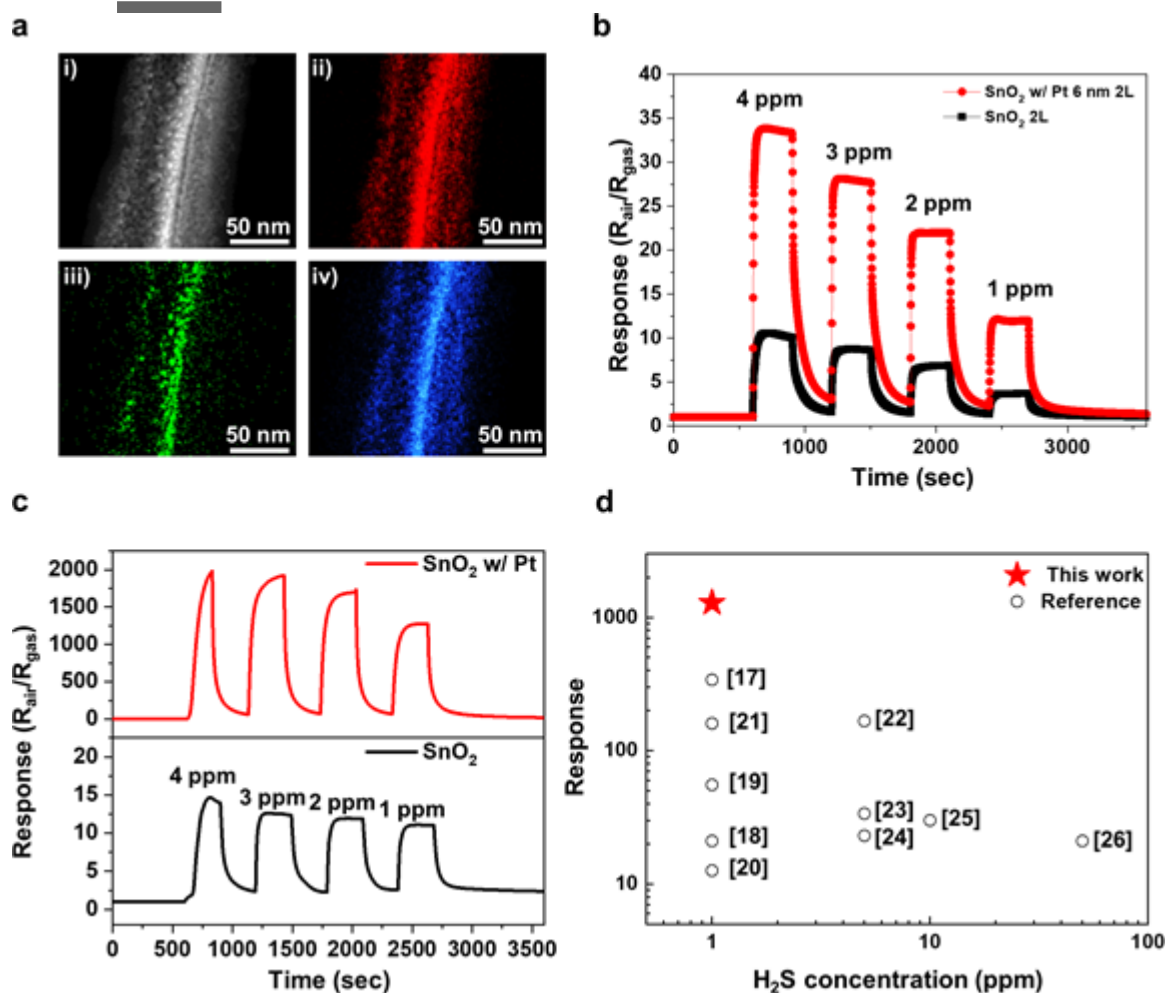 a
i)
ii)
50 nm
50 nm
iii)
iv)
50 nm
50 nm
b
Response (Rair/Rgas)
40
35
30
25
20
15
10
5
0
4 ppm
3 ppm
2 ppm
1 ppm
SnO2 w/ Pt 6 nm 2L
SnO2 2L
0 1000 2000 3000
Time (sec)
c
Response (Rair/Rgas)
2000
1500
1000
500
0
SnO2 w/ Pt
20
15
10
5
0
SnO2
4 ppm
3 ppm
2 ppm
1 ppm
0 500 1000 1500 2000 2500 3000 3500
Time (sec)
d
Response
1000
100
10
This work
Reference
[17]
[21]
[22]
[19]
[23]
[25]
[18]
[24]
[26]
[20]
1 10 100
H2S concentration (ppm)